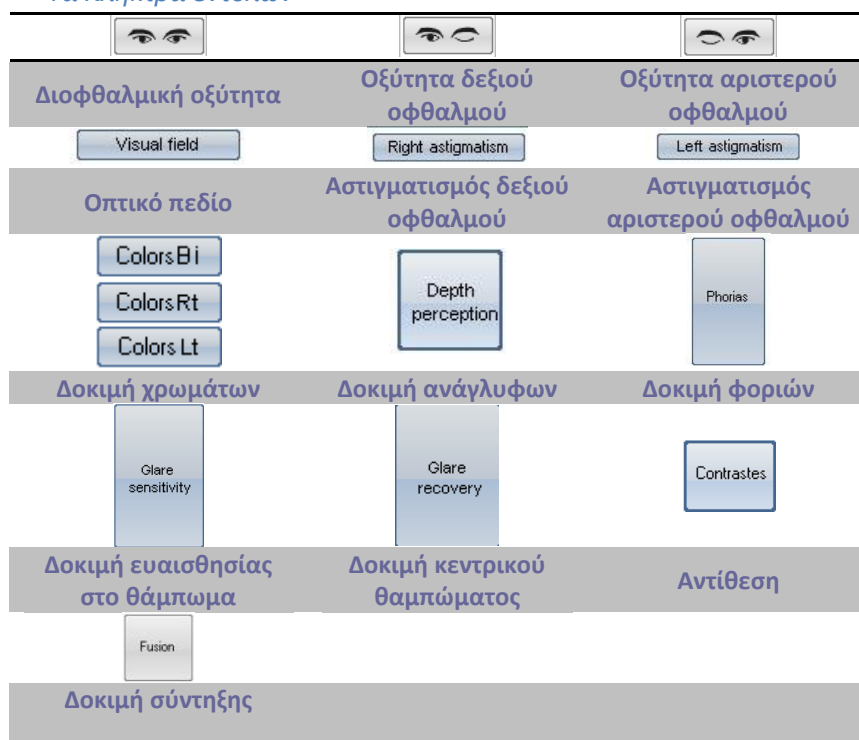 Διοφθαλμική οξύτητα
Οξύτητα δεξιού
οφθαλμού
Οξύτητα αριστερού
οφθαλμού
Visual field
Right astigmatism
Left astigmatism
Οπτικό πεδίο
Αστιγματισμός δεξιού
οφθαλμού
Αστιγματισμός
αριστερού οφθαλμού
Colors Bi
Colors Rt
Colors Lt
Depth
perception
Phorias
Δοκιμή χρωμάτων
Δοκιμή ανάγλυφων
Δοκιμή φοριών
Glare
sensitivity
Glare
recovery
Contrastes
Δοκιμή ευαισθησίας
στο θάμπωμα
Δοκιμή κεντρικού
θαμπώματος
Αντίθεση
Fusion
Δοκιμή σύντηξης